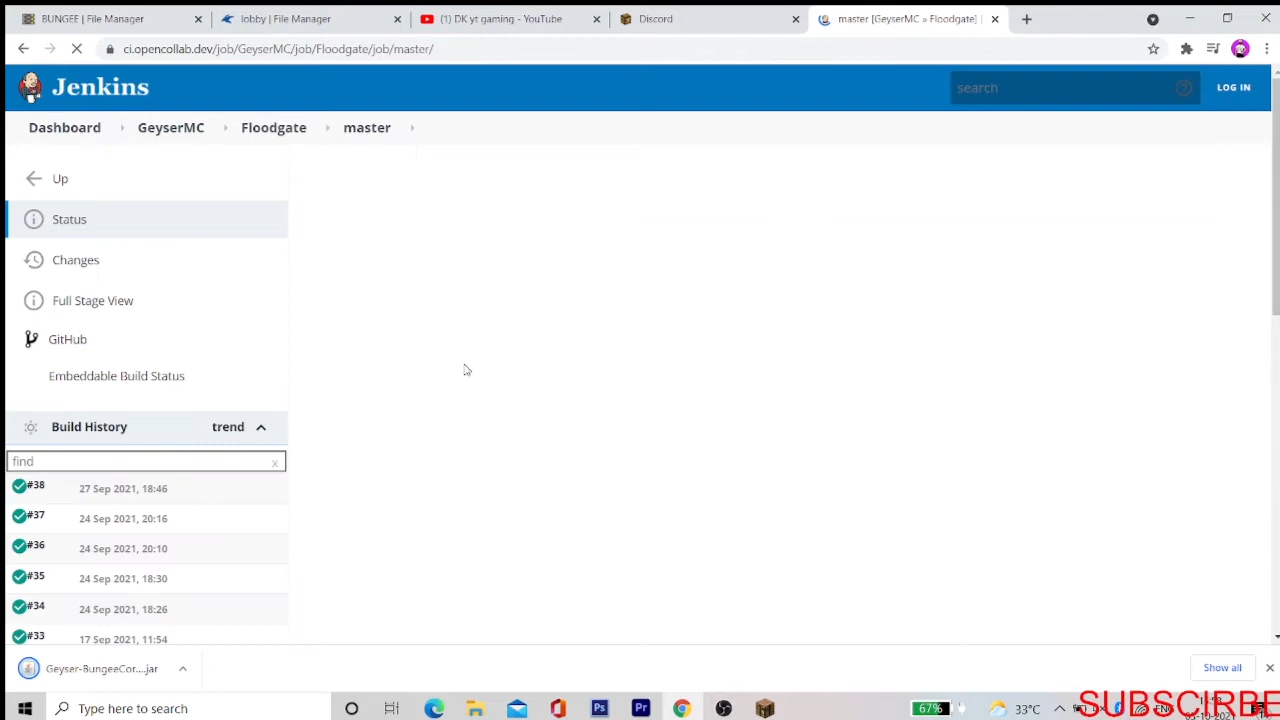 BUNGEE | File Manager
lobby | File Manager
(1) DK yt gaming - YouTube
Discord
master [GeyserMC » Floodgate] |
ci.opencollab.dev/job/GeyserMC/job/Floodgate/job/master/
Jenkins
search
LOG IN
Dashboard
GeyserMC
Floodgate
master
Up
Status
Changes
Full Stage View
GitHub
Embeddable Build Status
Build History trend
find x
#38 27 Sep 2021, 18:46
#37 24 Sep 2021, 20:16
#36 24 Sep 2021, 20:10
#35 24 Sep 2021, 18:30
#34 24 Sep 2021, 18:26
#33 17 Sep 2021, 11:54
Geyser-BungeeCor....jar
Show all
Type here to search
Ps
Pr
67%
33°C
SUBSCIRBE